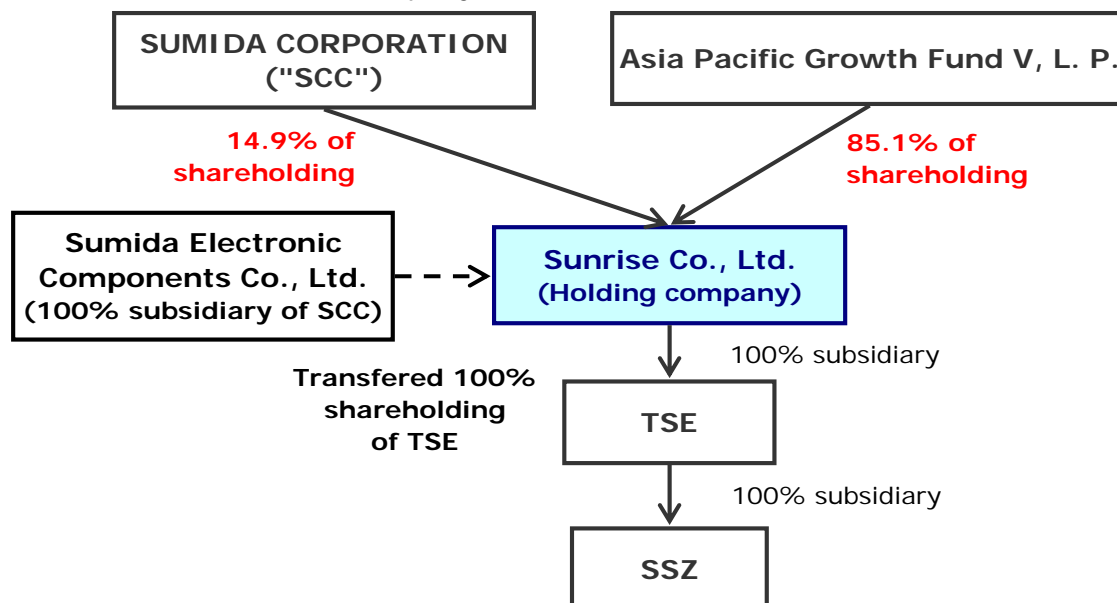 SUMIDA CORPORATION
("SCC")
Asia Pacific Growth Fund V, L. P.
14.9% of
shareholding
85.1% of
shareholding
Sumida Electronic
Components Co., Ltd.
(100% subsidiary of SCC)
Sunrise Co., Ltd.
(Holding company)
100% subsidiary
Transfered 100%
shareholding
of TSE
TSE
100% subsidiary
SSZ